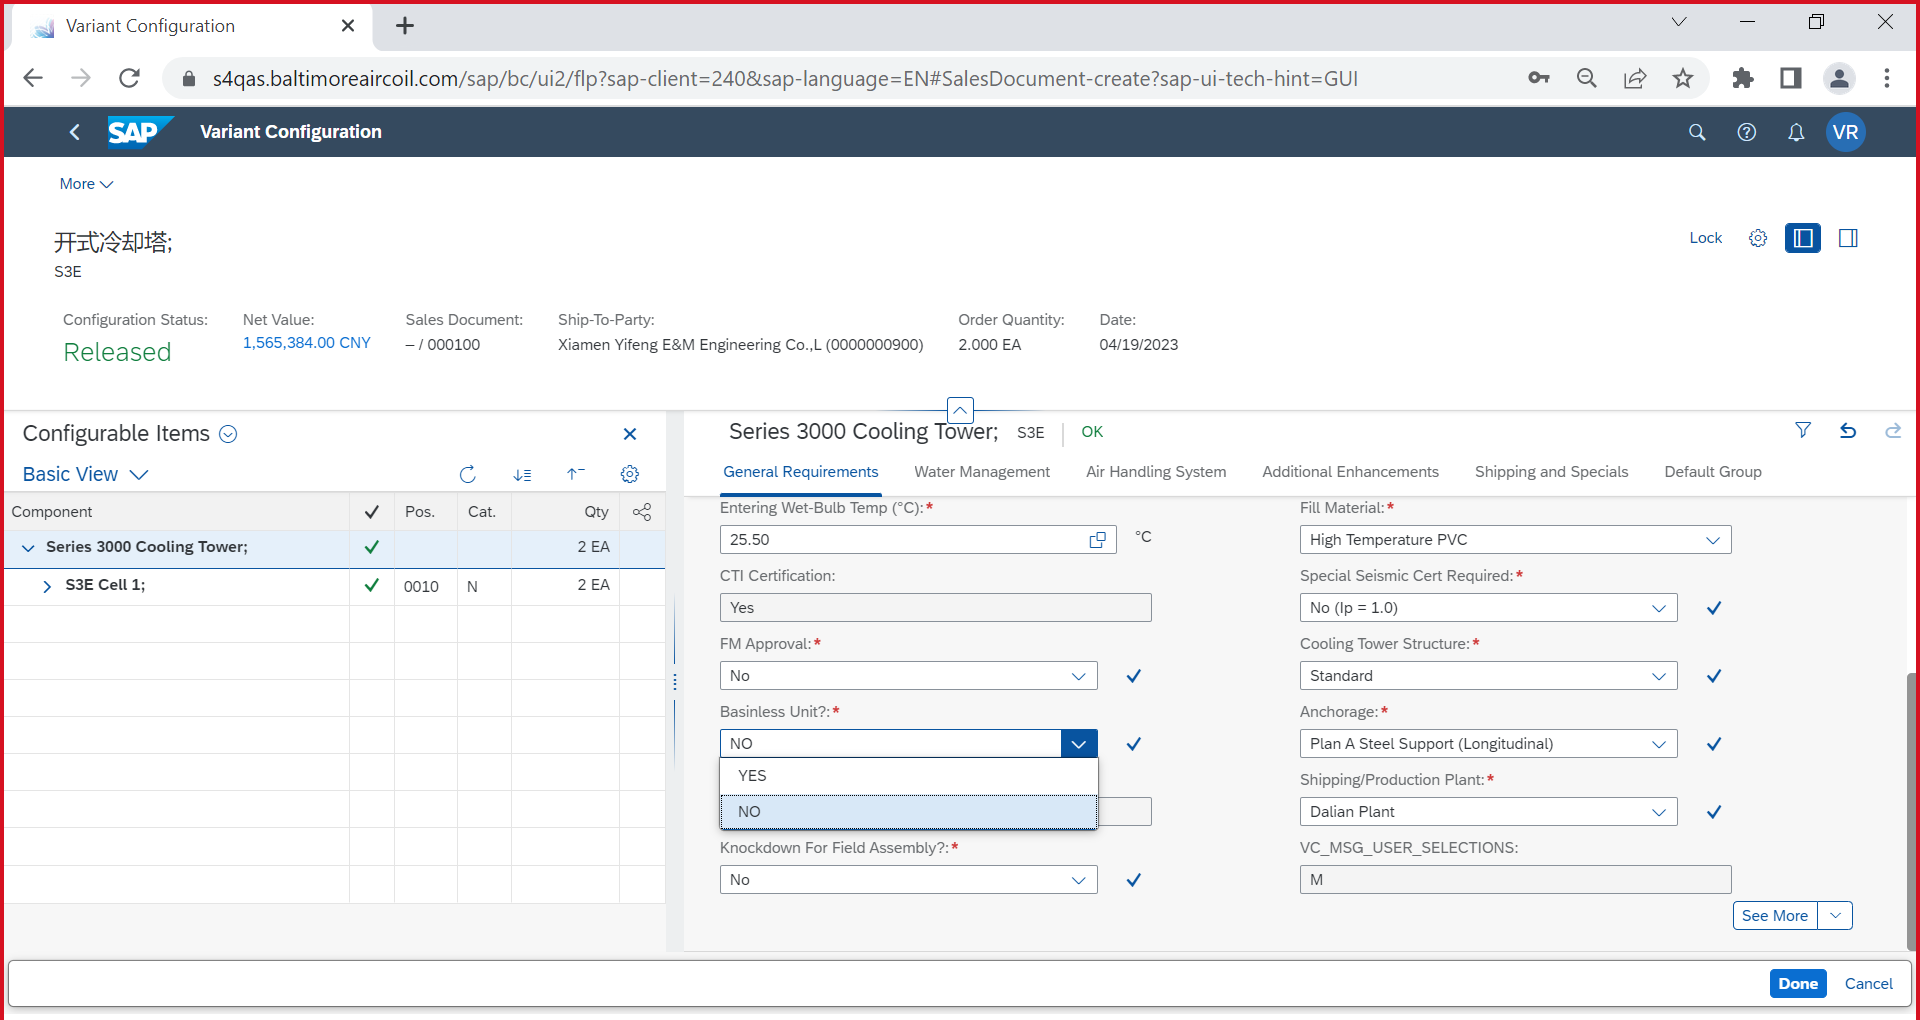 Variant Configuration
s4qas.baltimoreaircoil.com/sap/bc/ui2/flp?sap-client=240&sap-language=EN#SalesDocument-create?sap-ui-tech-hint=GUI
SAP Variant Configuration VR
More
开式冷却塔;
S3E
Lock
Configuration Status: Net Value: Sales Document: Ship-To-Party: Order Quantity: Date:
Released 1,565,384.00 CNY – / 000100 Xiamen Yifeng E&M Engineering Co.,L (0000000900) 2.000 EA 04/19/2023
Configurable Items
Basic View
Component Pos. Cat. Qty
Series 3000 Cooling Tower; 2 EA
S3E Cell 1; 0010 N 2 EA
Series 3000 Cooling Tower; S3E OK
General Requirements Water Management Air Handling System Additional Enhancements Shipping and Specials Default Group
Entering Wet-Bulb Temp (°C):*
25.50 °C
CTI Certification:
Yes
FM Approval:*
No
Basinless Unit?:*
NO
YES
NO
Knockdown For Field Assembly?:*
No
Fill Material:*
High Temperature PVC
Special Seismic Cert Required:*
No (Ip = 1.0)
Cooling Tower Structure:*
Standard
Anchorage:*
Plan A Steel Support (Longitudinal)
Shipping/Production Plant:*
Dalian Plant
VC_MSG_USER_SELECTIONS:
M
See More
Done Cancel